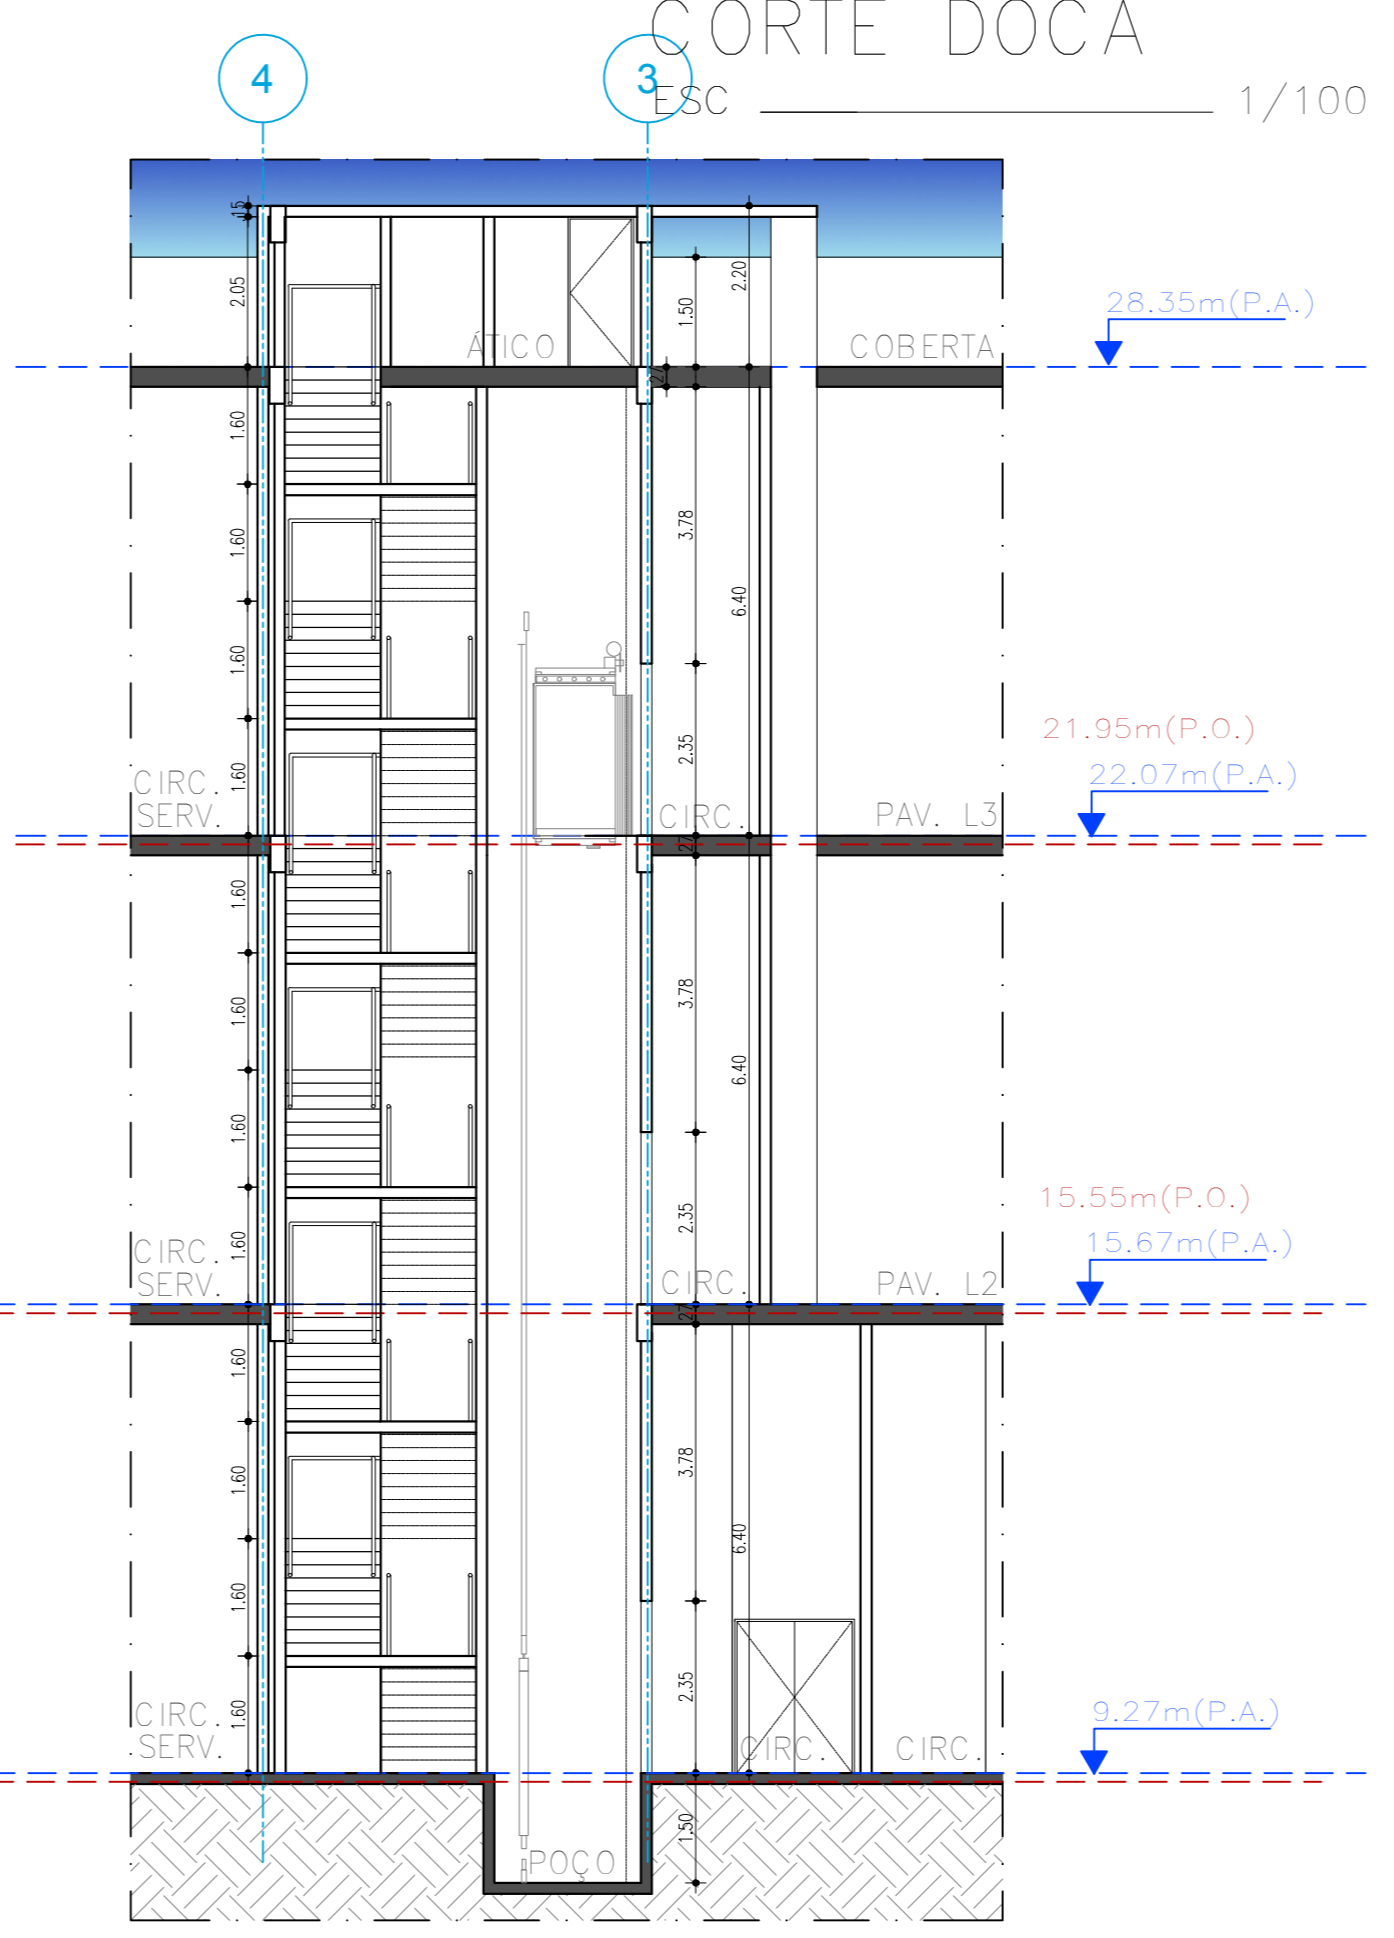 CORTE DOCA
4
3
ESC 1/100
.15
2.05
2.20
1.50
28.35m(P.A.)
ÁTICO
COBERTA
.27
1.60
1.60
3.78
6.40
1.60
21.95m(P.O.)
2.35
22.07m(P.A.)
CIRC.
SERV.
1.60
CIRC.
PAV. L3
.27
1.60
1.60
3.78
6.40
1.60
15.55m(P.O.)
2.35
15.67m(P.A.)
CIRC.
SERV.
1.60
CIRC.
PAV. L2
.27
1.60
1.60
3.78
6.40
1.60
2.35
9.27m(P.A.)
CIRC.
SERV.
1.60
CIRC.
CIRC.
1.50
POÇO